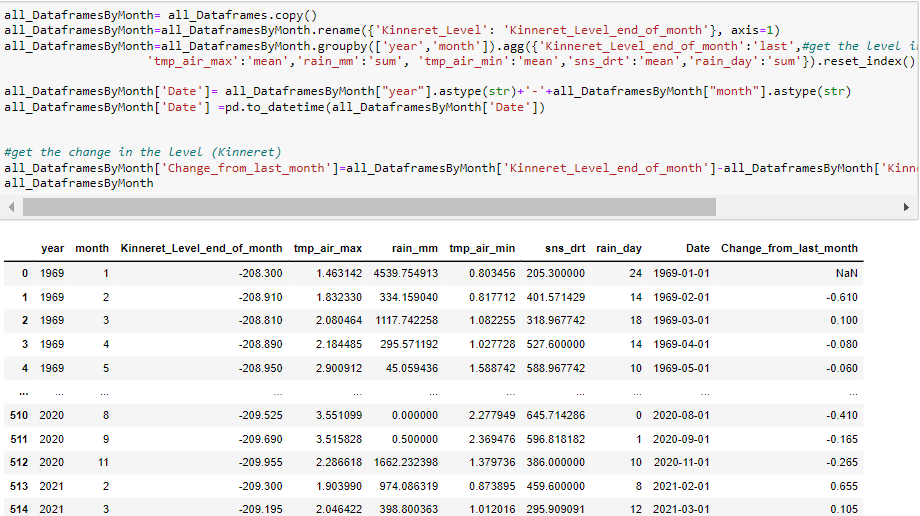 all_DataframesByMonth= all_Dataframes.copy()
all_DataframesByMonth=all_DataframesByMonth.rename({'Kinneret_Level': 'Kinneret_Level_end_of_month'}, axis=1)
all_DataframesByMonth=all_DataframesByMonth.groupby(['year','month']).agg({'Kinneret_Level_end_of_month':'last',#get the level i
'tmp_air_max':'mean','rain_mm':'sum', 'tmp_air_min':'mean','sns_drt':'mean','rain_day':'sum'}).reset_index()
all_DataframesByMonth['Date']= all_DataframesByMonth["year"].astype(str)+'-'+all_DataframesByMonth["month"].astype(str)
all_DataframesByMonth['Date'] =pd.to_datetime(all_DataframesByMonth['Date'])
#get the change in the level (Kinneret)
all_DataframesByMonth['Change_from_last_month']=all_DataframesByMonth['Kinneret_Level_end_of_month']-all_DataframesByMonth['Kinn
all_DataframesByMonth
year month Kinneret_Level_end_of_month tmp_air_max rain_mm tmp_air_min sns_drt rain_day Date Change_from_last_month
0 1969 1 -208.300 1.463142 4539.754913 0.803456 205.300000 24 1969-01-01 NaN
1 1969 2 -208.910 1.832330 334.159040 0.817712 401.571429 14 1969-02-01 -0.610
2 1969 3 -208.810 2.080464 1117.742258 1.082255 318.967742 18 1969-03-01 0.100
3 1969 4 -208.890 2.184485 295.571192 1.027728 527.600000 14 1969-04-01 -0.080
4 1969 5 -208.950 2.900912 45.059436 1.588742 588.967742 10 1969-05-01 -0.060
... ... ... ... ... ... ... ... ... ... ...
510 2020 8 -209.525 3.551099 0.000000 2.277949 645.714286 0 2020-08-01 -0.410
511 2020 9 -209.690 3.515828 0.500000 2.369476 596.818182 1 2020-09-01 -0.165
512 2020 11 -209.955 2.286618 1662.232398 1.379736 386.000000 10 2020-11-01 -0.265
513 2021 2 -209.300 1.903990 974.086319 0.873895 459.600000 8 2021-02-01 0.655
514 2021 3 -209.195 2.046422 398.800363 1.012016 295.909091 12 2021-03-01 0.105